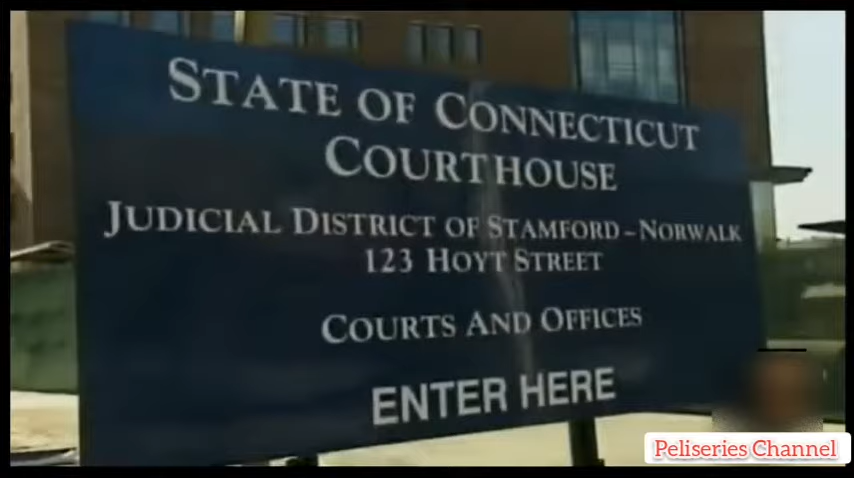 STATE OF CONNECTICUT
COURTHOUSE
JUDICIAL DISTRICT OF STAMFORD-NORWALK
123 HOYT STREET
COURTS AND OFFICES
ENTER HERE
Peliseries Channel